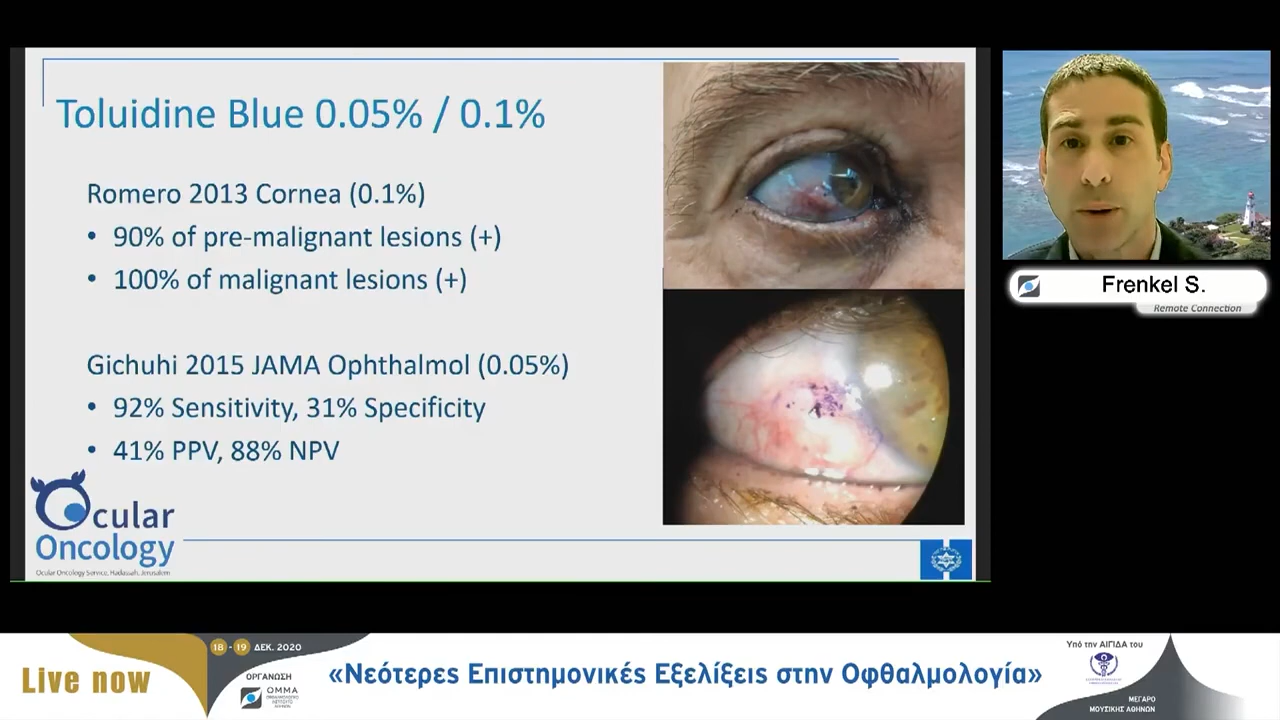 Toluidine Blue 0.05% / 0.1%
Romero 2013 Cornea (0.1%)
• 90% of pre-malignant lesions (+)
• 100% of malignant lesions (+)
Gichuhi 2015 JAMA Ophthalmol (0.05%)
• 92% Sensitivity, 31% Specificity
• 41% PPV, 88% NPV
Ocular
Oncology
Ocular Oncology Service, Hadassah, Jerusalem
Frenkel S.
Remote Connection
Live now
18 - 19 ΔΕΚ. 2020
ΟΡΓΑΝΩΣΗ
ΟΜΜΑ
«Νεότερες Επιστημονικές Εξελίξεις στην Οφθαλμολογία»
Υπό την ΑΙΓΙΔΑ του
ΜΕΓΑΡΟ
ΜΟΥΣΙΚΗΣ ΑΘΗΝΩΝ